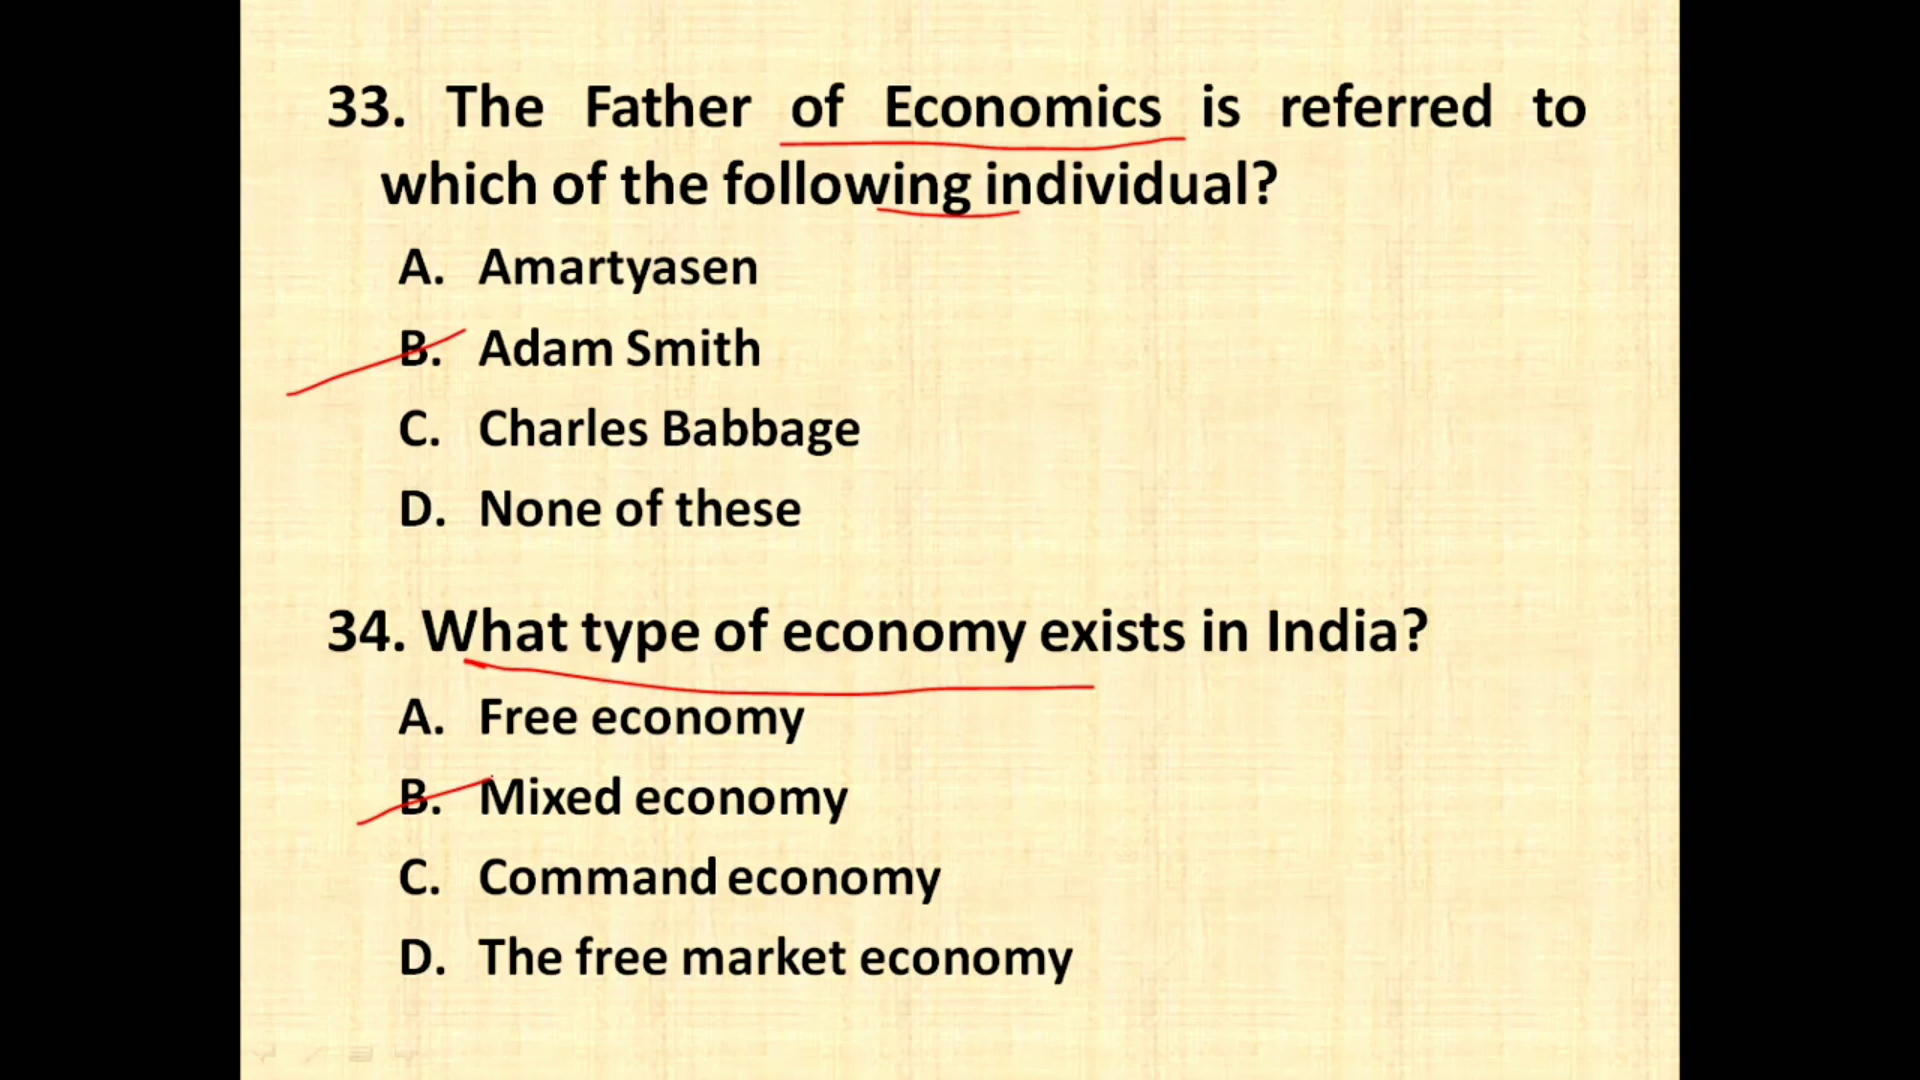 33. The Father of Economics is referred to
which of the following individual?
A. Amartyasen
B. Adam Smith
C. Charles Babbage
D. None of these
34. What type of economy exists in India?
A. Free economy
B. Mixed economy
C. Command economy
D. The free market economy